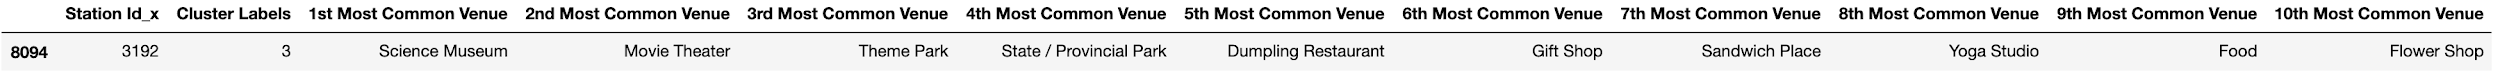 Station Id_x Cluster Labels 1st Most Common Venue 2nd Most Common Venue 3rd Most Common Venue 4th Most Common Venue 5th Most Common Venue 6th Most Common Venue 7th Most Common Venue 8th Most Common Venue 9th Most Common Venue 10th Most Common Venue
8094 3192 3 Science Museum Movie Theater Theme Park State / Provincial Park Dumpling Restaurant Gift Shop Sandwich Place Yoga Studio Food Flower Shop